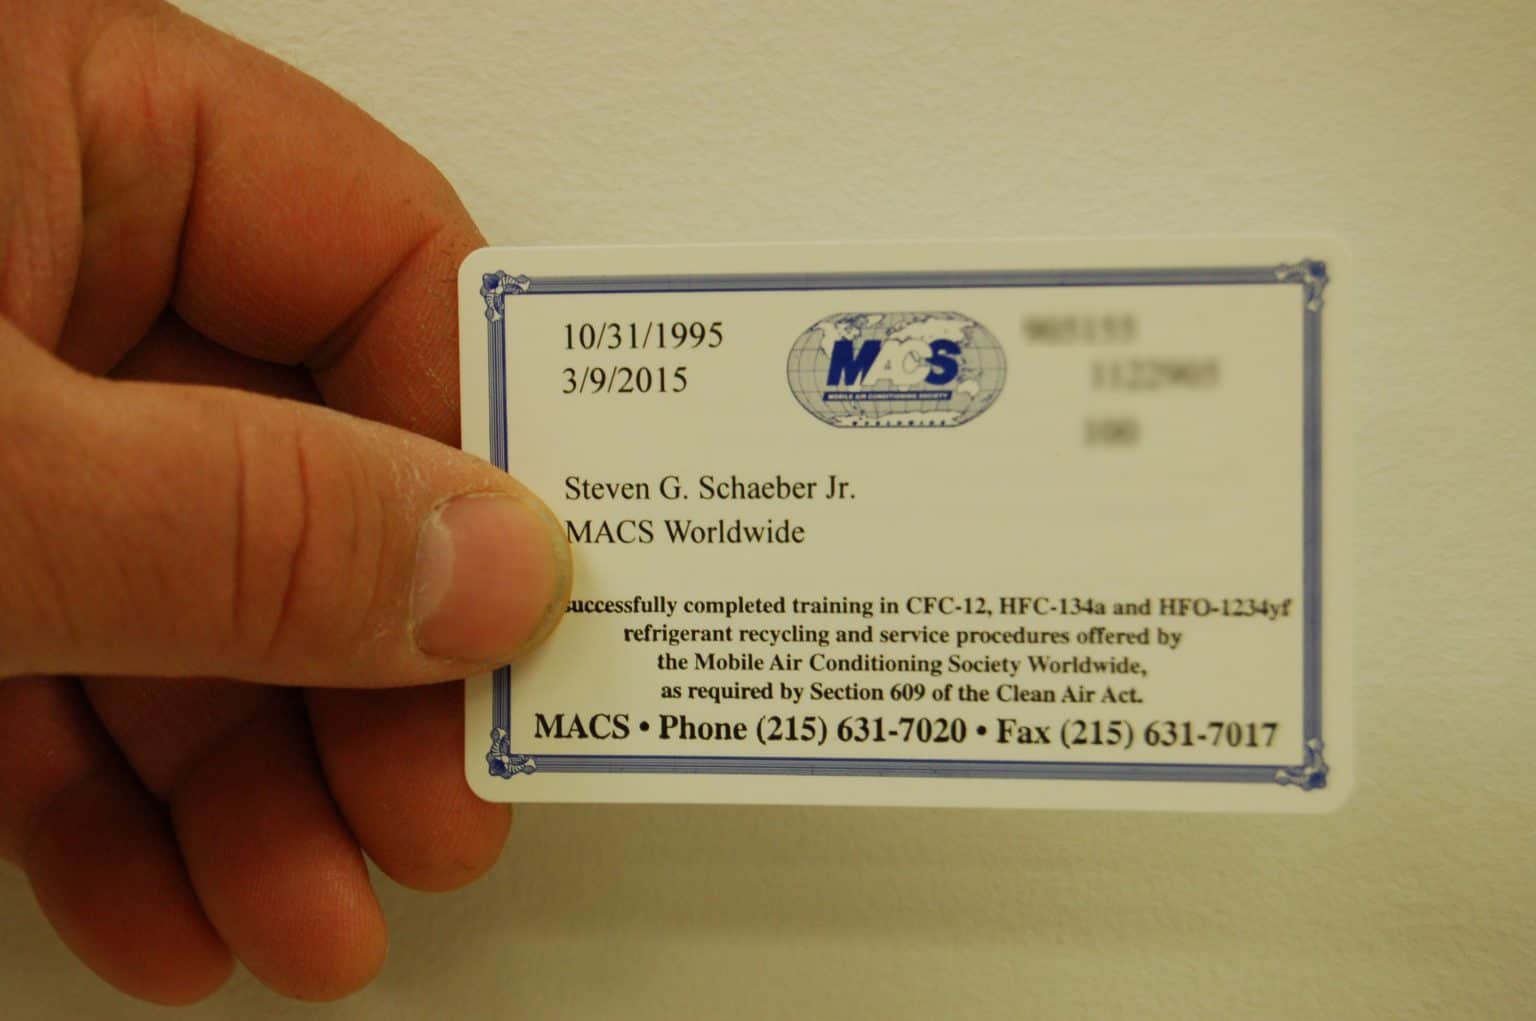 10/31/1995
3/9/2015
MACS
MOBILE AIR CONDITIONING SOCIETY
WORLDWIDE
Steven G. Schaeber Jr.
MACS Worldwide
successfully completed training in CFC-12, HFC-134a and HFO-1234yf
refrigerant recycling and service procedures offered by
the Mobile Air Conditioning Society Worldwide,
as required by Section 609 of the Clean Air Act.
MACS • Phone (215) 631-7020 • Fax (215) 631-7017